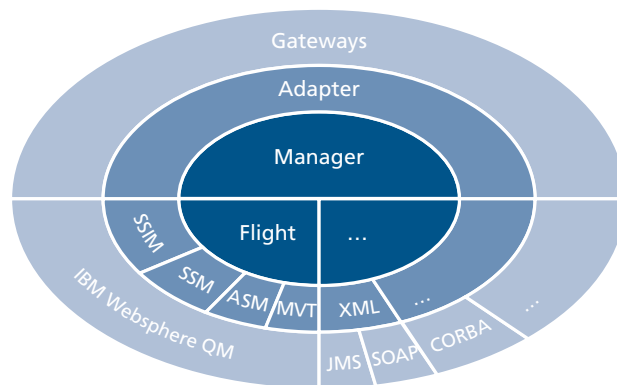 Gateways
Adapter
Manager
Flight
...
SSIM
SSM
ASM
MVT
XML
...
IBM Websphere QM
JMS
SOAP
CORBA
...